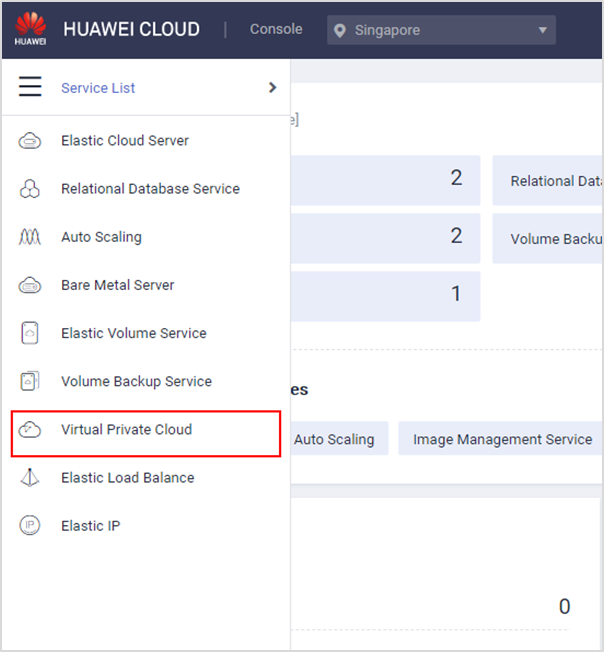 HUAWEI
HUAWEI CLOUD | Console Singapore
Service List
Elastic Cloud Server
Relational Database Service
Auto Scaling
Bare Metal Server
Elastic Volume Service
Volume Backup Service
Virtual Private Cloud
Elastic Load Balance
IP Elastic IP
e]
2 Relational Data
2 Volume Backu
1
es
Auto Scaling Image Management Service
0